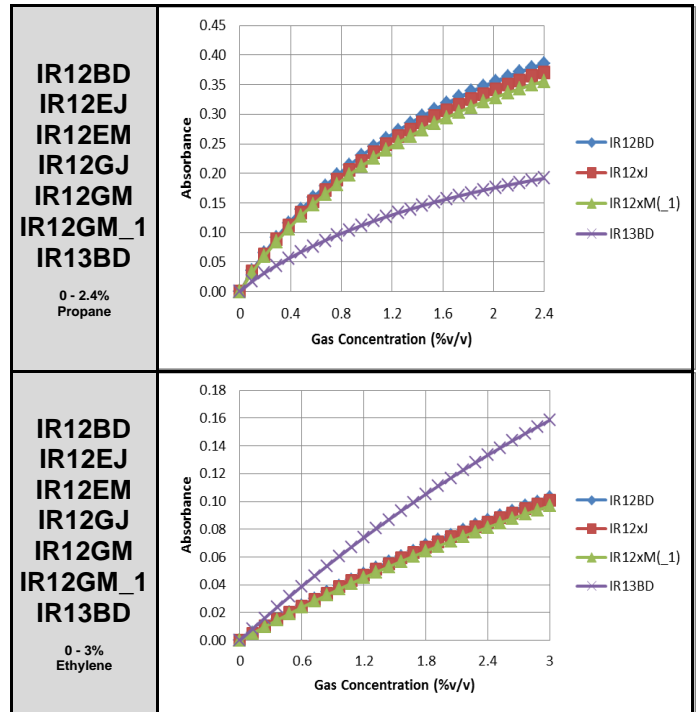 IR12BD
IR12EJ
IR12EM
IR12GJ
IR12GM
IR12GM_1
IR13BD
0 - 2.4%
Propane
Absorbance
0.45
0.40
0.35
0.30
0.25
0.20
0.15
0.10
0.05
0.00
0 0.4 0.8 1.2 1.6 2 2.4
Gas Concentration (%v/v)
IR12BD
IR12xJ
IR12xM(_1)
IR13BD
IR12BD
IR12EJ
IR12EM
IR12GJ
IR12GM
IR12GM_1
IR13BD
0 - 3%
Ethylene
Absorbance
0.18
0.16
0.14
0.12
0.10
0.08
0.06
0.04
0.02
0.00
0 0.6 1.2 1.8 2.4 3
Gas Concentration (%v/v)
IR12BD
IR12xJ
IR12xM(_1)
IR13BD